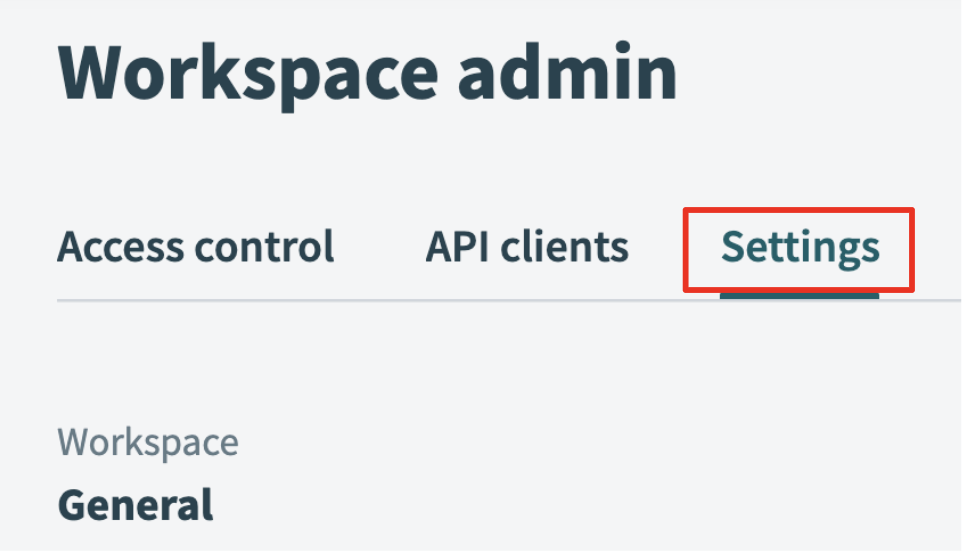 Workspace admin
Access control API clients Settings
Workspace
General